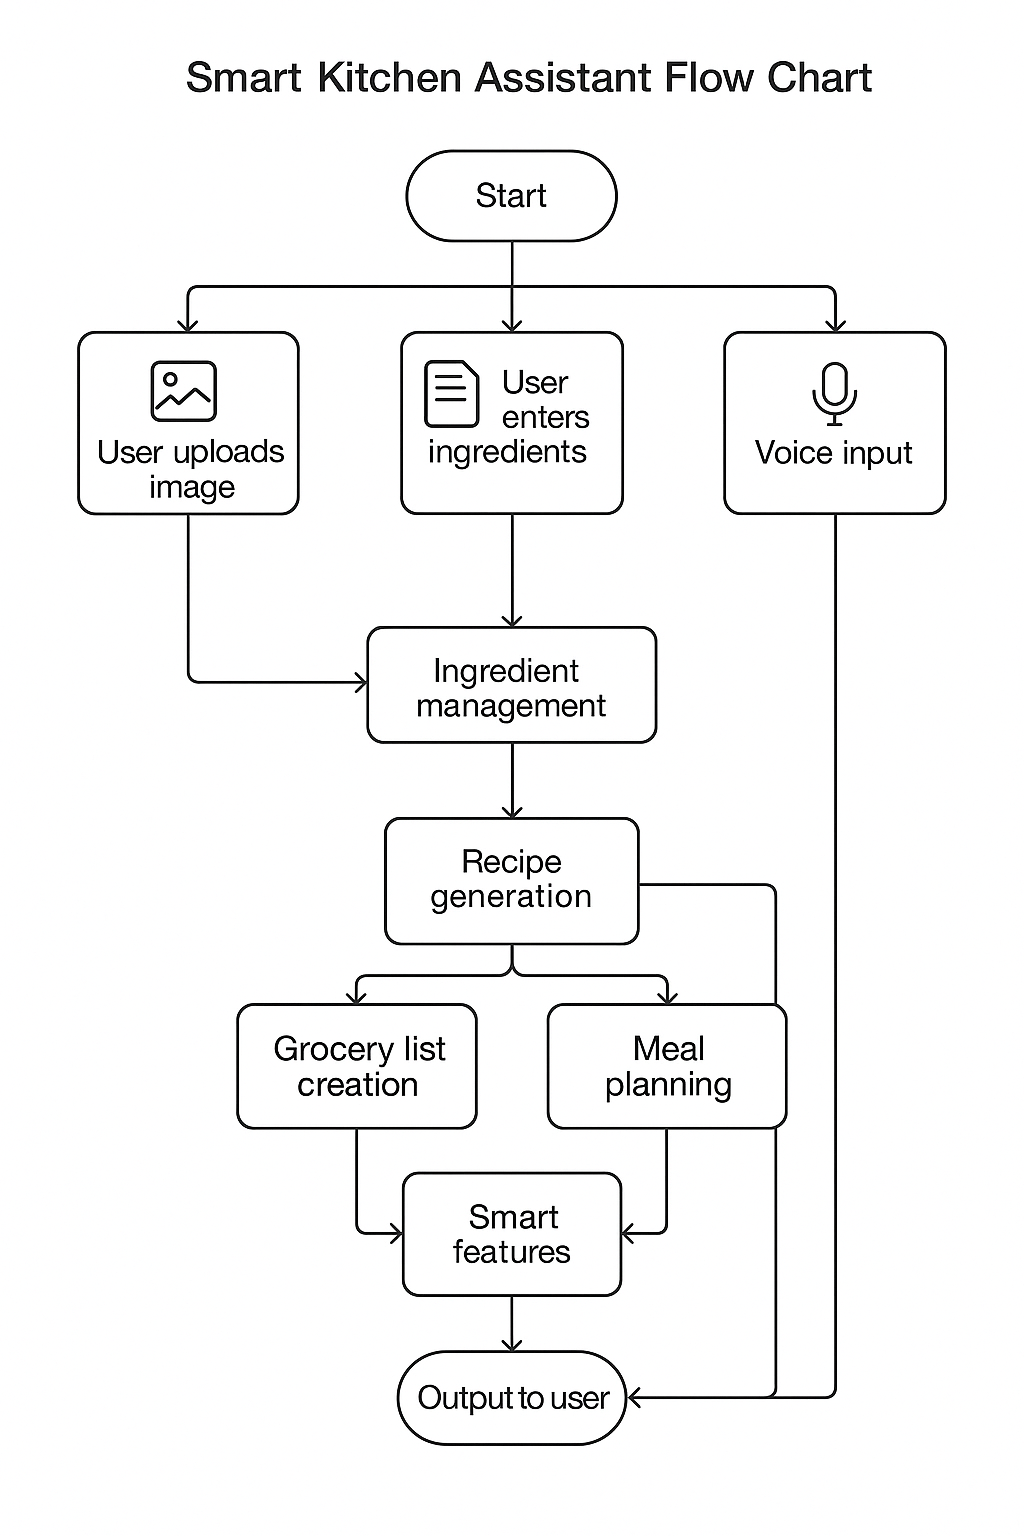 Smart Kitchen Assistant Flow Chart
Start
User uploads
image
User
enters
ingredients
Voice input
Ingredient
management
Recipe
generation
Grocery list
creation
Meal
planning
Smart
features
Output to user